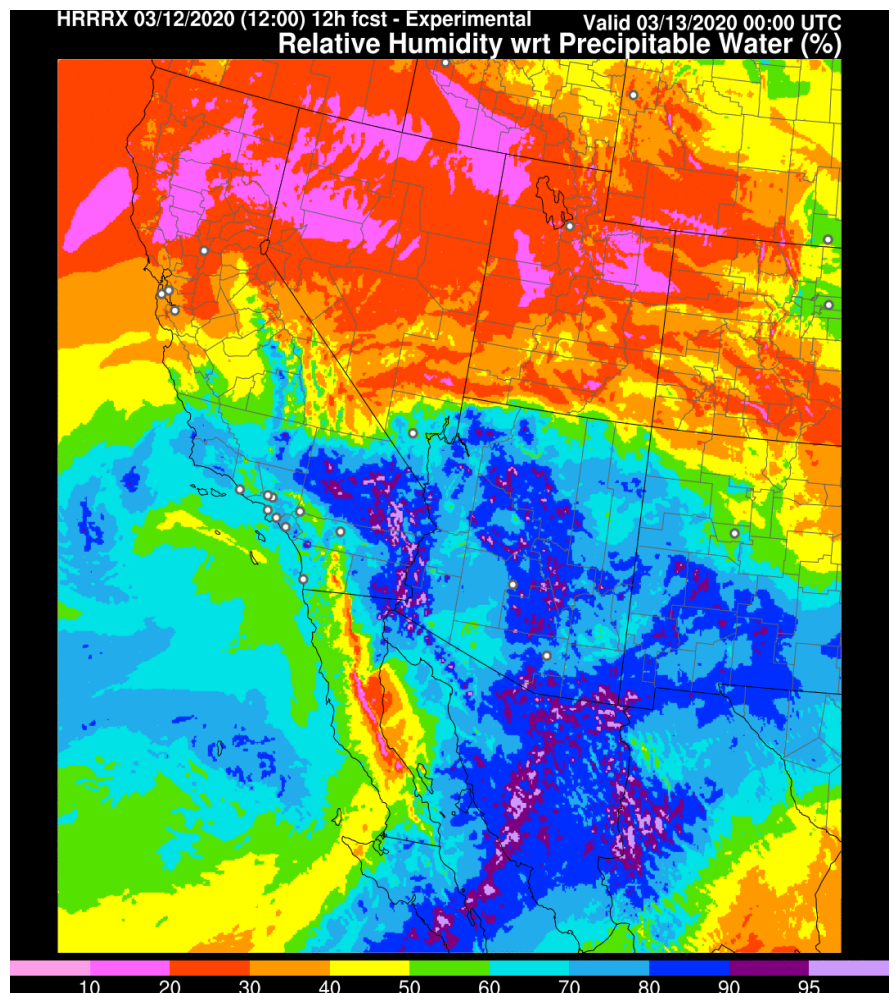 HRRRX 03/12/2020 (12:00) 12h fcst - Experimental Valid 03/13/2020 00:00 UTC
Relative Humidity wrt Precipitable Water (%)
10 20 30 40 50 60 70 80 90 95